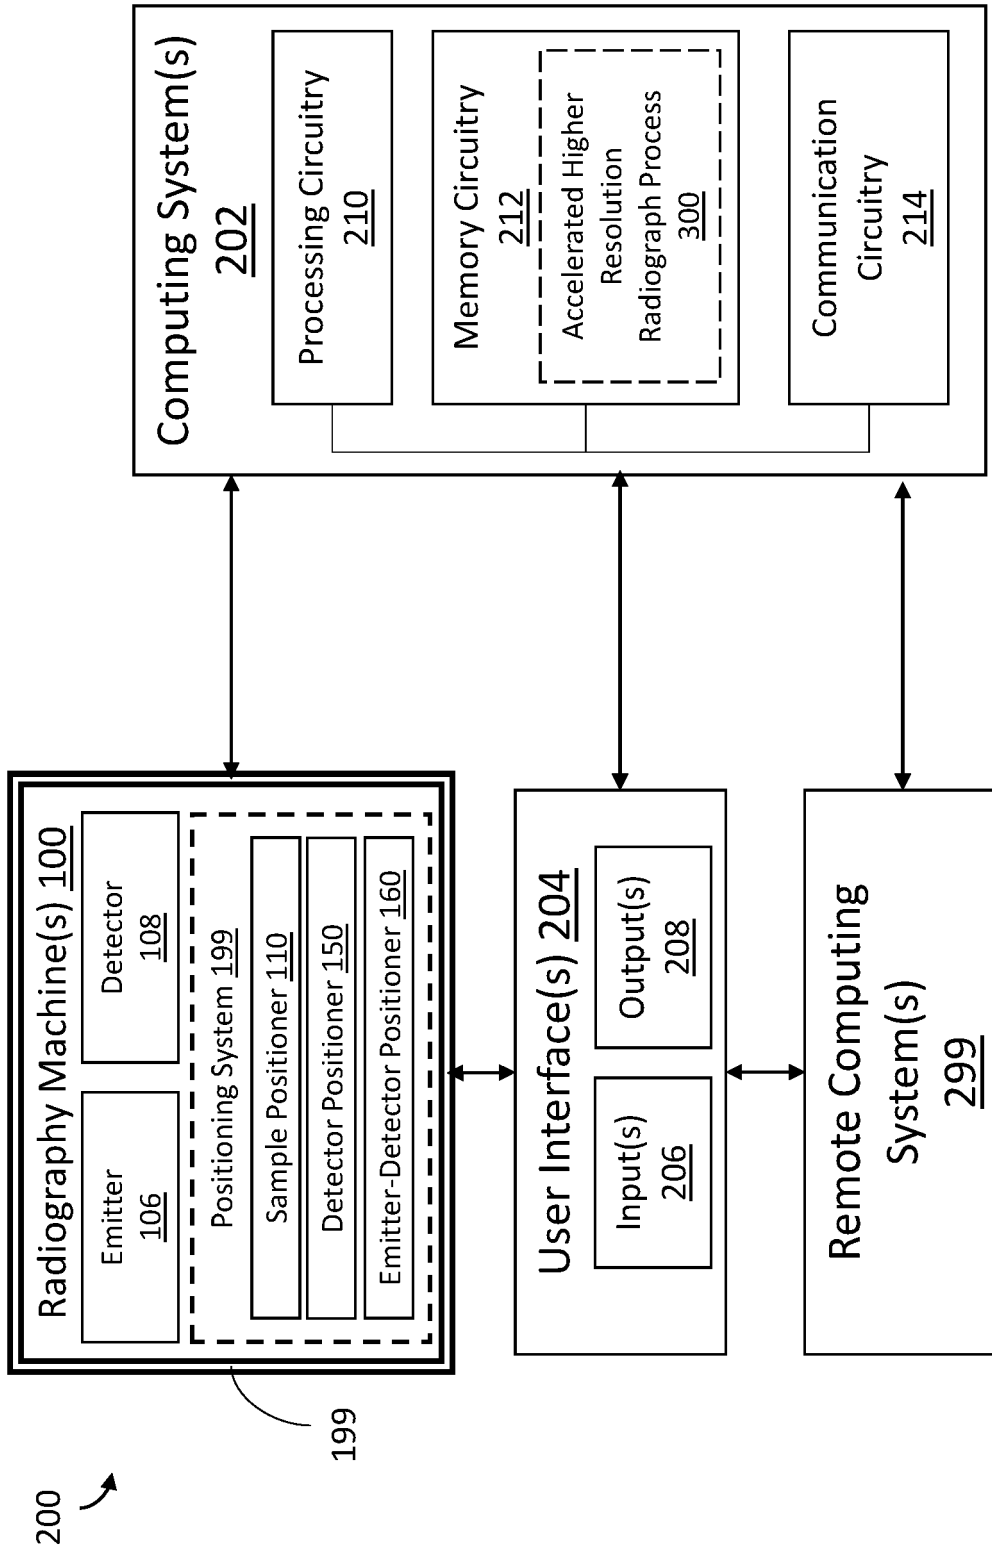 200
199
Radiography Machine(s) 100
Emitter
106
Detector
108
Positioning System 199
Sample Positioner 110
Detector Positioner 150
Emitter-Detector Positioner 160
User Interface(s) 204
Input(s)
206
Output(s)
208
Remote Computing
System(s)
299
Computing System(s)
202
Processing Circuitry
210
Memory Circuitry
212
Accelerated Higher
Resolution
Radiograph Process
300
Communication
Circuitry
214